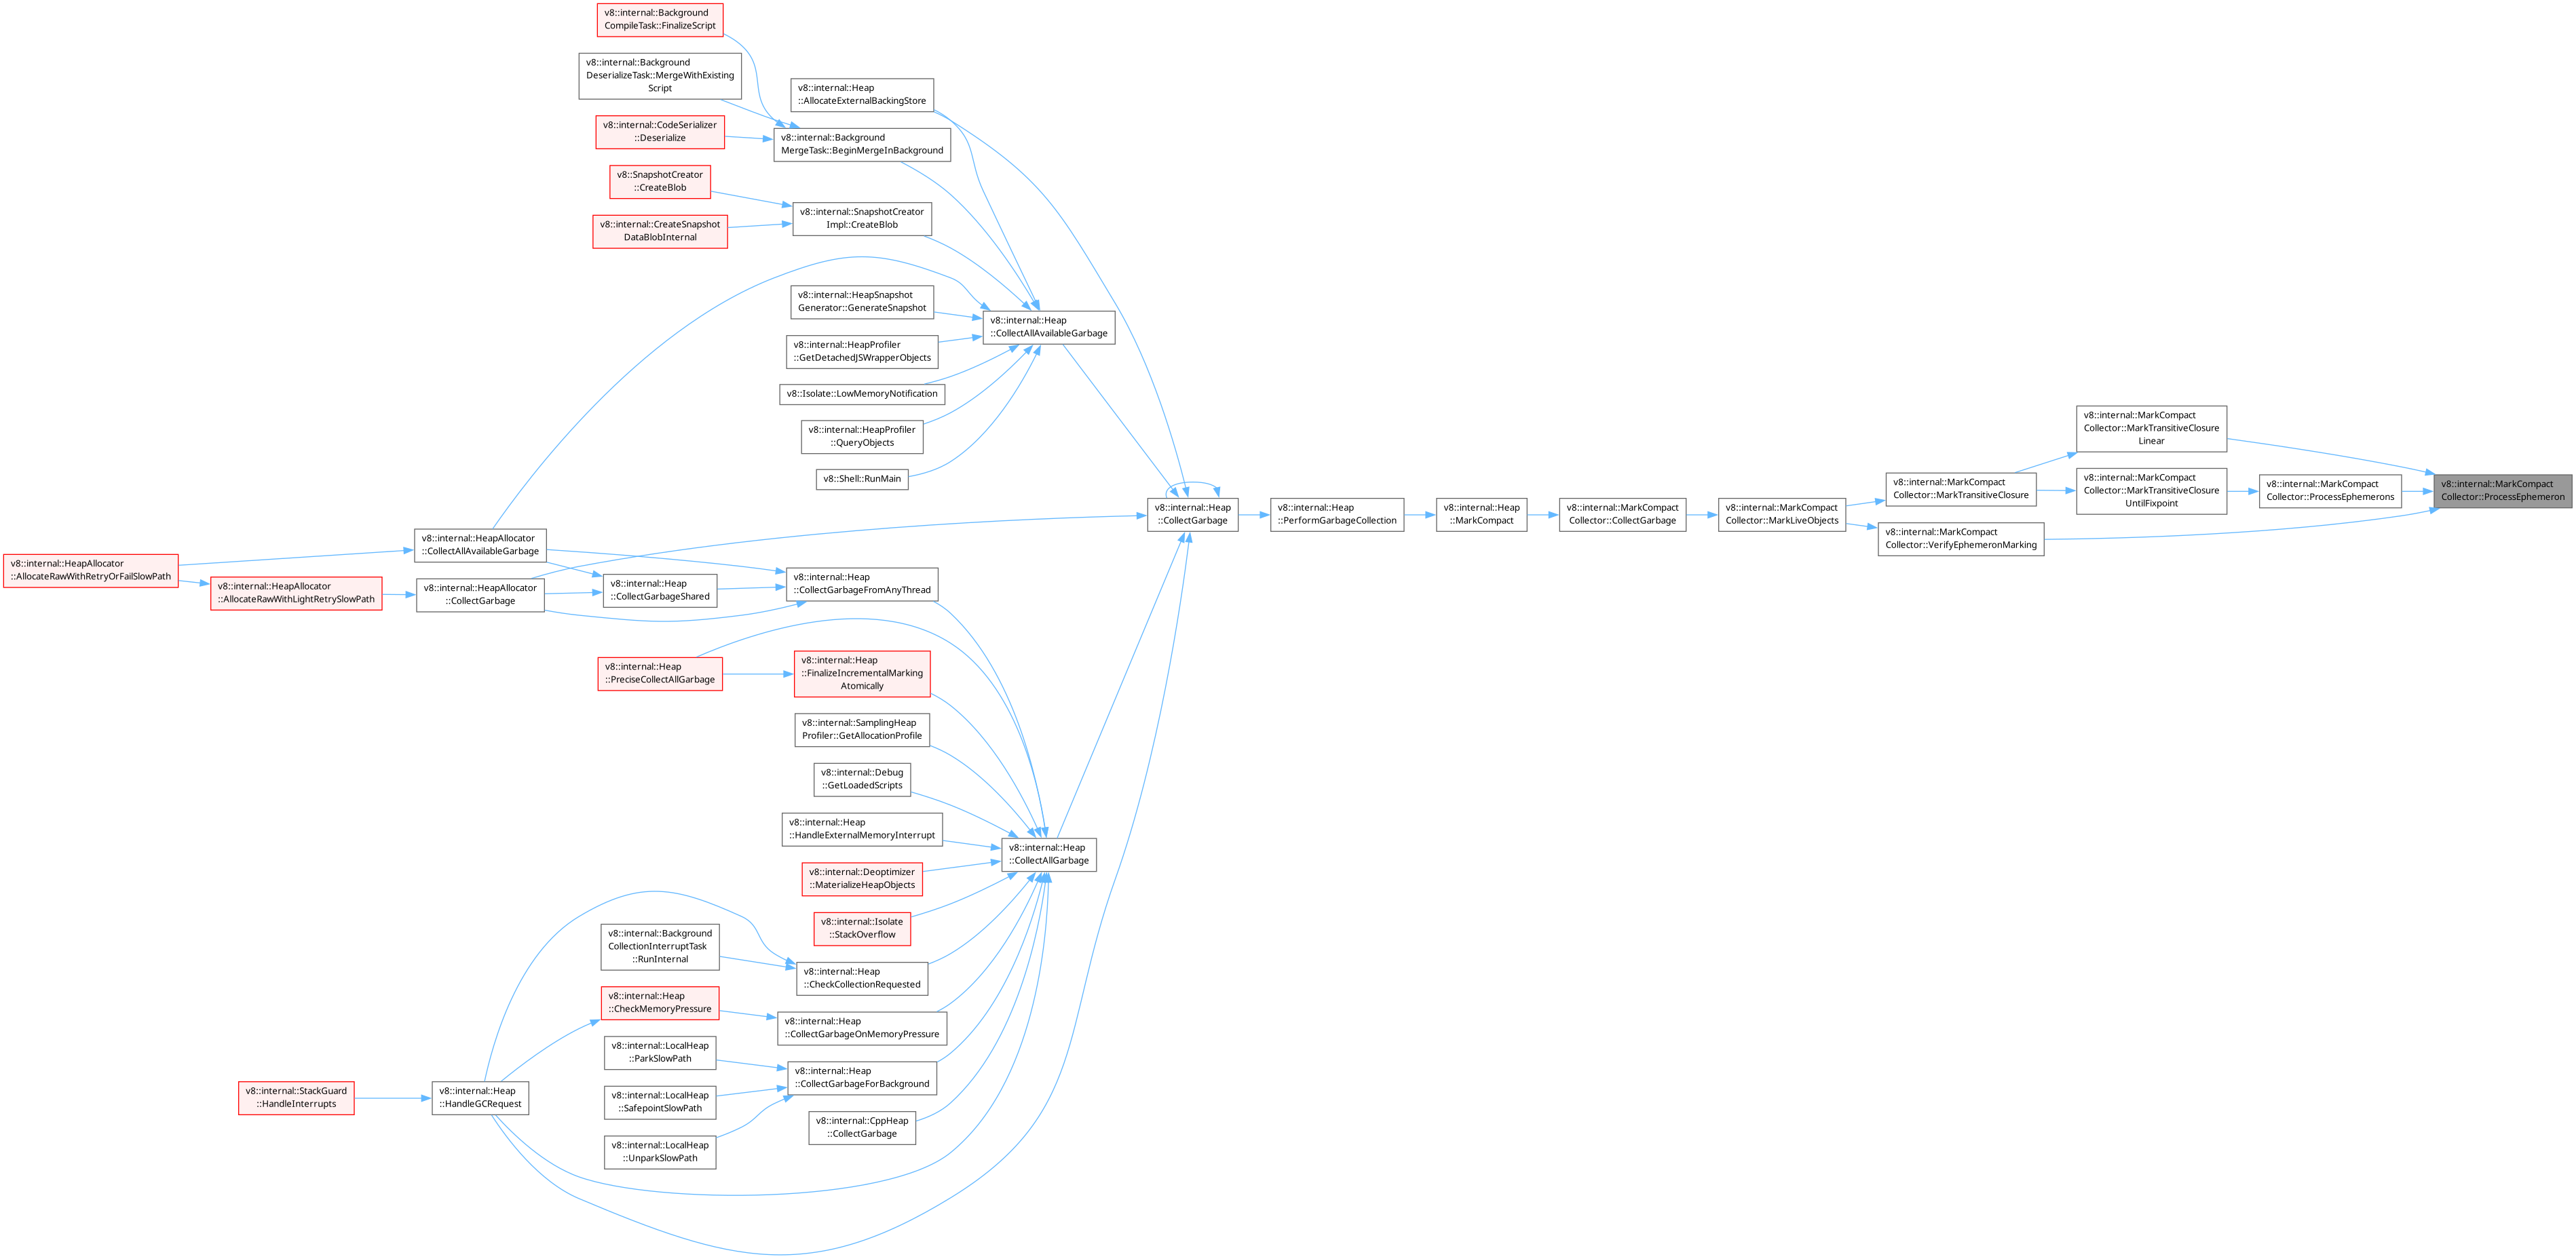 v8::internal::Background
CompileTask::FinalizeScript
v8::internal::Background
DeserializeTask::MergeWithExisting
Script
v8::internal::Heap
::AllocateExternalBackingStore
v8::internal::CodeSerializer
::Deserialize
v8::internal::Background
MergeTask::BeginMergeInBackground
v8::SnapshotCreator
::CreateBlob
v8::internal::CreateSnapshot
DataBlobInternal
v8::internal::SnapshotCreator
Impl::CreateBlob
v8::internal::HeapSnapshot
Generator::GenerateSnapshot
v8::internal::Heap
::CollectAllAvailableGarbage
v8::internal::HeapProfiler
::GetDetachedJSWrapperObjects
v8::Isolate::LowMemoryNotification
v8::internal::HeapProfiler
::QueryObjects
v8::Shell::RunMain
v8::internal::MarkCompact
Collector::MarkTransitiveClosure
Linear
v8::internal::MarkCompact
Collector::MarkTransitiveClosure
v8::internal::MarkCompact
Collector::MarkTransitiveClosure
UntilFixpoint
v8::internal::MarkCompact
Collector::ProcessEphemerons
v8::internal::MarkCompact
Collector::ProcessEphemeron
v8::internal::Heap
::CollectGarbage
v8::internal::Heap
::PerformGarbageCollection
v8::internal::Heap
::MarkCompact
v8::internal::MarkCompact
Collector::CollectGarbage
v8::internal::MarkCompact
Collector::MarkLiveObjects
v8::internal::MarkCompact
Collector::VerifyEphemeronMarking
v8::internal::HeapAllocator
::CollectAllAvailableGarbage
v8::internal::HeapAllocator
::AllocateRawWithRetryOrFailSlowPath
v8::internal::HeapAllocator
::AllocateRawWithLightRetrySlowPath
v8::internal::HeapAllocator
::CollectGarbage
v8::internal::Heap
::CollectGarbageShared
v8::internal::Heap
::CollectGarbageFromAnyThread
v8::internal::Heap
::PreciseCollectAllGarbage
v8::internal::Heap
::FinalizeIncrementalMarking
Atomically
v8::internal::SamplingHeap
Profiler::GetAllocationProfile
v8::internal::Debug
::GetLoadedScripts
v8::internal::Heap
::HandleExternalMemoryInterrupt
v8::internal::Heap
::CollectAllGarbage
v8::internal::Deoptimizer
::MaterializeHeapObjects
v8::internal::Isolate
::StackOverflow
v8::internal::Background
CollectionInterruptTask
::RunInternal
v8::internal::Heap
::CheckCollectionRequested
v8::internal::Heap
::CheckMemoryPressure
v8::internal::Heap
::CollectGarbageOnMemoryPressure
v8::internal::LocalHeap
::ParkSlowPath
v8::internal::Heap
::CollectGarbageForBackground
v8::internal::StackGuard
::HandleInterrupts
v8::internal::Heap
::HandleGCRequest
v8::internal::LocalHeap
::SafepointSlowPath
v8::internal::CppHeap
::CollectGarbage
v8::internal::LocalHeap
::UnparkSlowPath